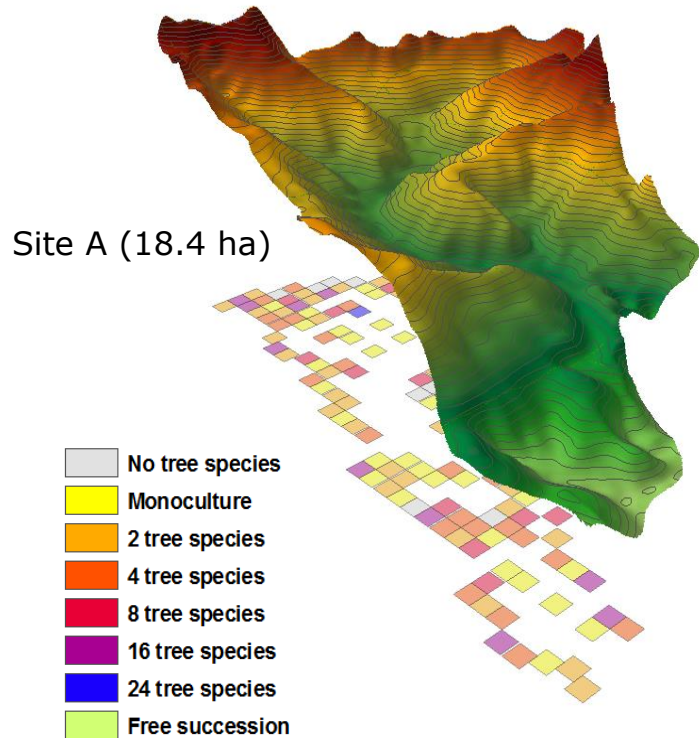 Site A (18.4 ha)
No tree species
Monoculture
2 tree species
4 tree species
8 tree species
16 tree species
24 tree species
Free succession